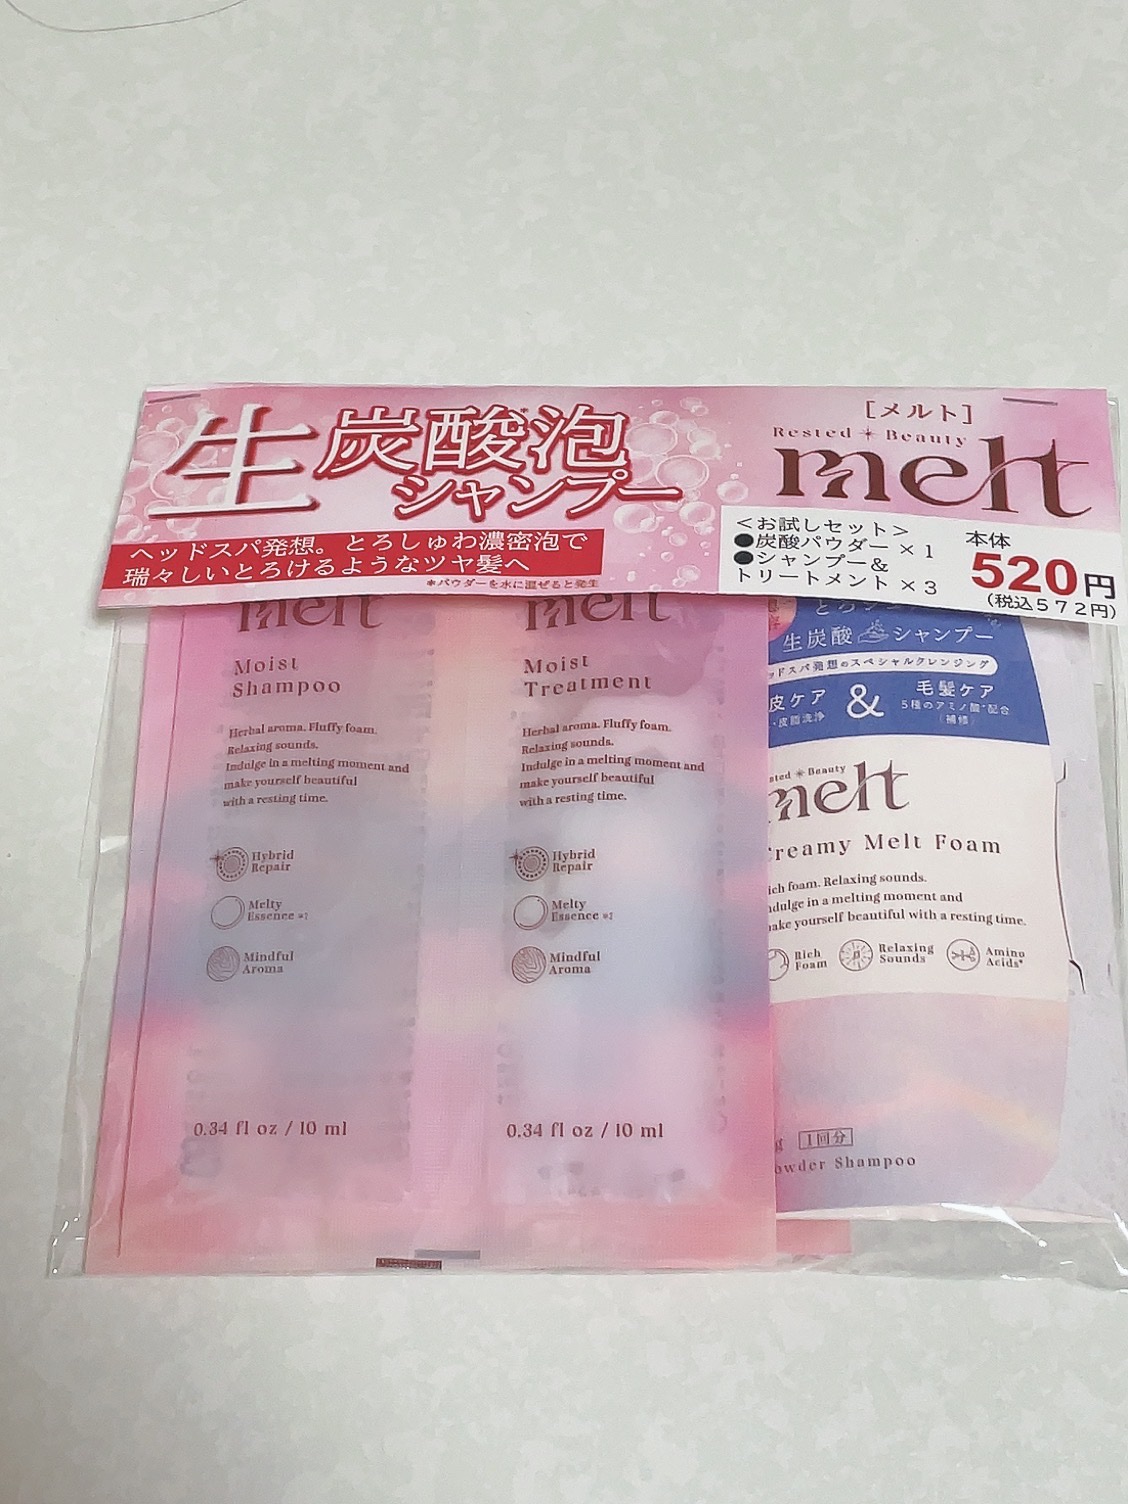 生炭酸泡*
シャンプー
ヘッドスパ発想。とろしゅわ濃密泡で
瑞々しいとろけるようなツヤ髪へ
*パウダーを水に混ぜると発生
[メルト]
Rested Beauty
melt
<お試しセット>
●炭酸パウダー×1
●シャンプー&
トリートメント×3
本体
520円
(税込572円)
melt
Moist
Shampoo
Herbal aroma. Fluffy foam.
Relaxing sounds.
Indulge in a melting moment and
make yourself beautiful
with a resting time.
Hybrid
Repair
Melty
Essence
Mindful
Aroma
0.34 fl oz / 10 ml
melt
Moist
Treatment
Herbal aroma. Fluffy foam.
Relaxing sounds.
Indulge in a melting moment and
make yourself beautiful
with a resting time.
Hybrid
Repair
Melty
Essence
Mindful
Aroma
0.34 fl oz / 10 ml
生炭酸シャンプー
ッドスパ発想のスペシャルクレンジング
皮ケア
・皮脂洗浄
&
毛髪ケア
5種のアミノ酸*配合
(補修)
sted Beauty
melt
reamy Melt Foam
ich foam. Relaxing sounds.
ndulge in a melting moment and
ake yourself beautiful with a resting time.
Rich
Foam
Relaxing
Sounds
Amino
Acids*
g 1回分
owder Shampoo